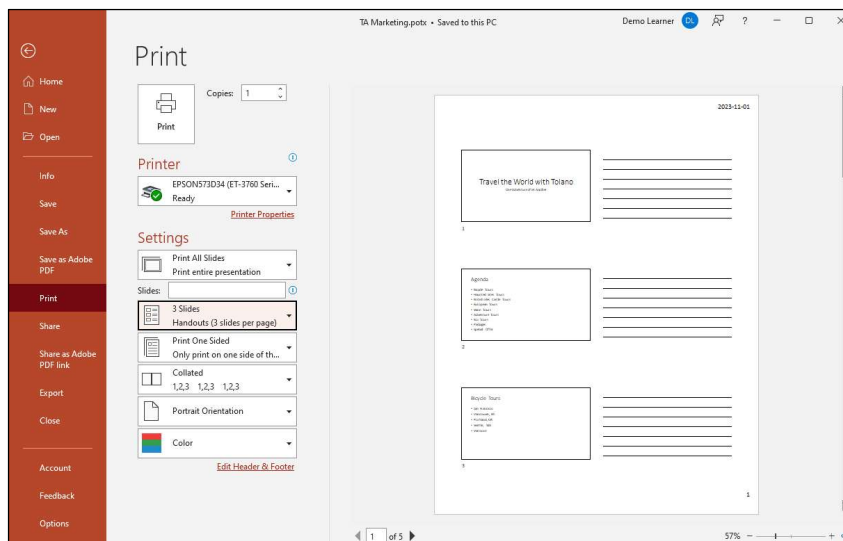 TA Marketing.potx • Saved to this PC
Demo Learner DL ?
Home
New
Open
Info
Save
Save As
Save as Adobe
PDF
Print
Share
Share as Adobe
PDF link
Export
Close
Account
Feedback
Options
Print
Print
Copies: 1
Printer
EPSON573D34 (ET-3760 Seri...
Ready
Printer Properties
Settings
Print All Slides
Print entire presentation
Slides:
3 Slides
Handouts (3 slides per page)
Print One Sided
Only print on one side of th...
Collated
1,2,3 1,2,3 1,2,3
Portrait Orientation
Color
Edit Header & Footer
2023-11-01
Travel the World with Tolano
1
Agenda
2
Bicycle Tours
3
1
1 of 5
57%